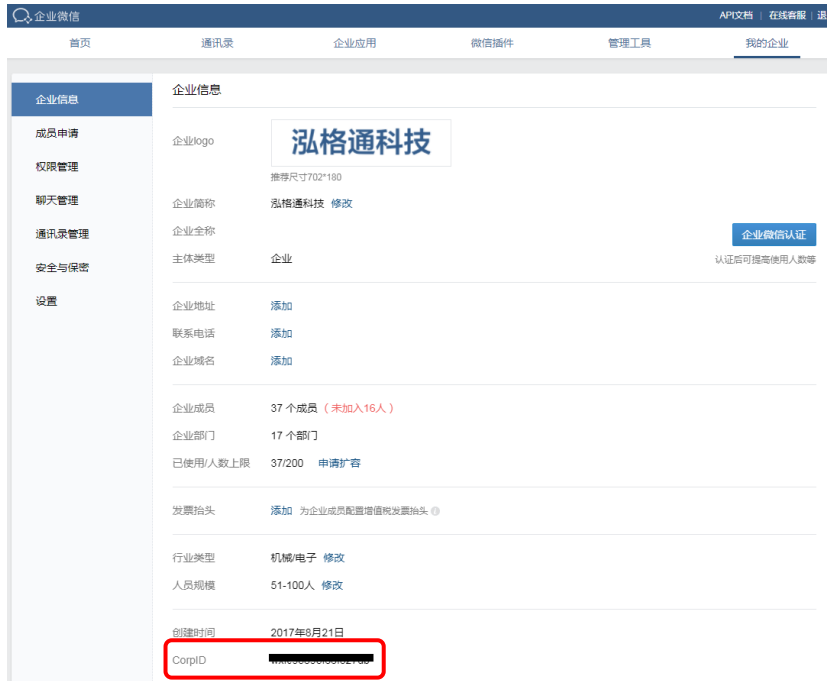 企业微信
API文档 | 在线客服 | 退
首页 通讯录 企业应用 微信插件 管理工具 我的企业
企业信息
成员申请
权限管理
聊天管理
通讯录管理
安全与保密
设置
企业信息
企业logo 泓格通科技
推荐尺寸702*180
企业简称 泓格通科技 修改
企业全称
企业微信认证
主体类型 企业
认证后可提高使用人数等
企业地址 添加
联系电话 添加
企业域名 添加
企业成员 37 个成员（未加入16人）
企业部门 17 个部门
已使用/人数上限 37/200 申请扩容
发票抬头 添加 为企业成员配置增值税发票抬头
行业类型 机械/电子 修改
人员规模 51-100人 修改
创建时间 2017年8月21日
CorpID